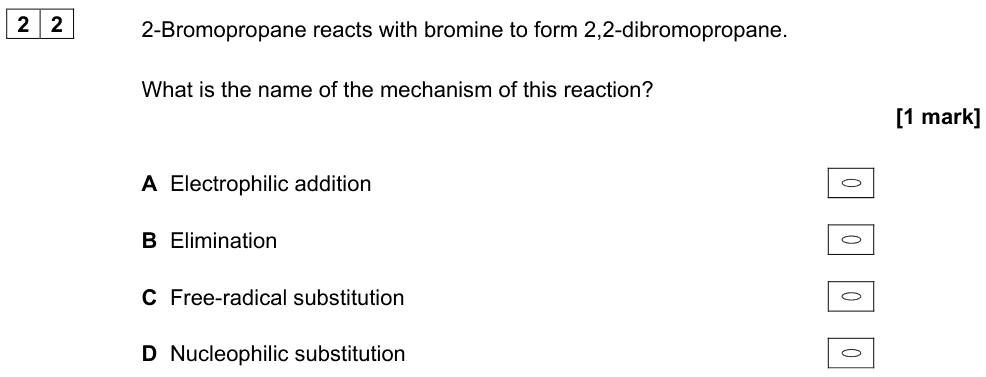 2 2 2-Bromopropane reacts with bromine to form 2,2-dibromopropane.
What is the name of the mechanism of this reaction?
[1 mark]
A Electrophilic addition
B Elimination
C Free-radical substitution
D Nucleophilic substitution